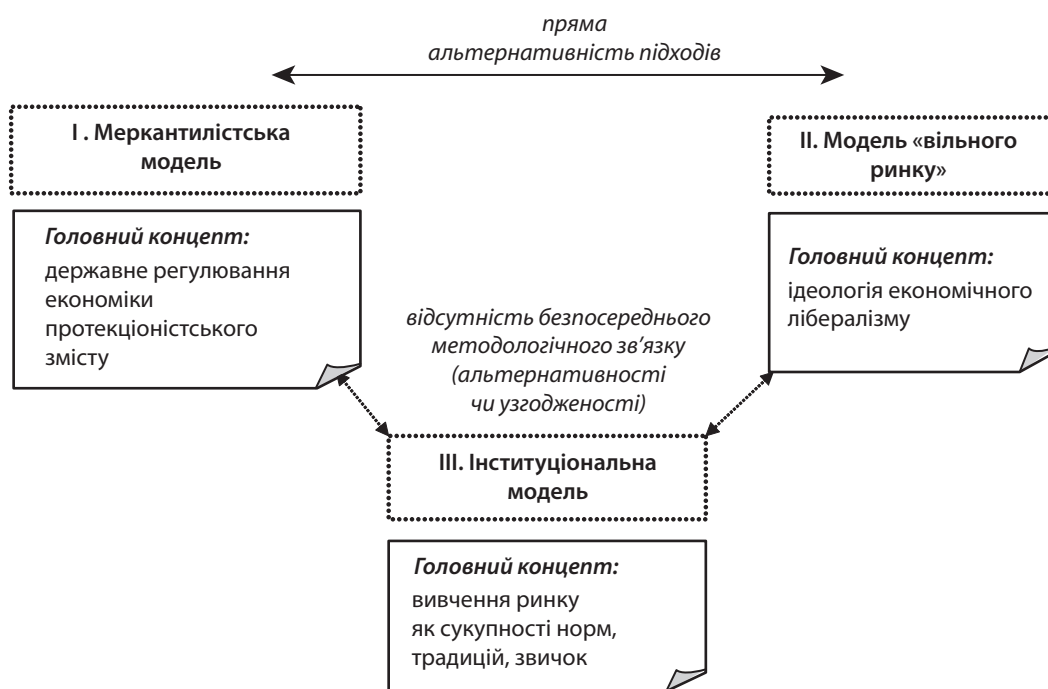 пряма
альтернативність підходів
І . Меркантилістська
модель
ІІ. Модель «вільного
ринку»
Головний концепт:
державне регулювання
економіки
протекціоністського
змісту
Головний концепт:
ідеологія економічного
лібералізму
відсутність безпосереднього
методологічного зв’язку
(альтернативності
чи узгодженості)
ІІІ. Інституціональна
модель
Головний концепт:
вивчення ринку
як сукупності норм,
традицій, звичок